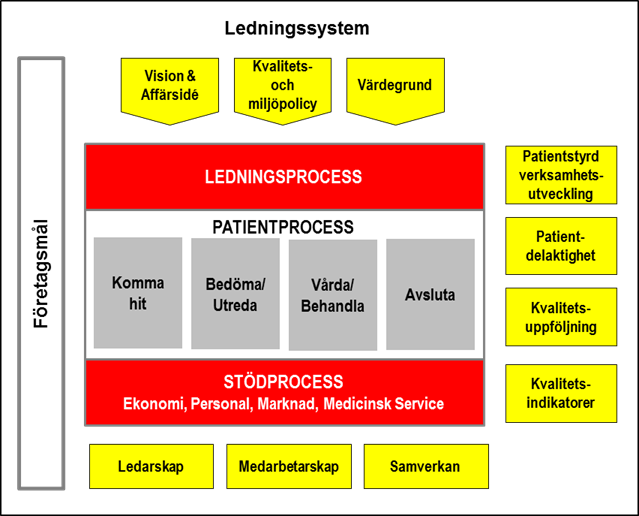 Ledningssystem
Vision &
Affärsidé
Kvalitets-
och
miljöpolicy
Värdegrund
Företagsmål
LEDNINGSPROCESS
PATIENTPROCESS
Komma
hit
Bedöma/
Utreda
Vårda/
Behandla
Avsluta
STÖDPROCESS
Ekonomi, Personal, Marknad, Medicinsk Service
Patientstyrd
verksamhets-
utveckling
Patient-
delaktighet
Kvalitets-
uppföljning
Kvalitets-
indikatorer
Ledarskap
Medarbetarskap
Samverkan